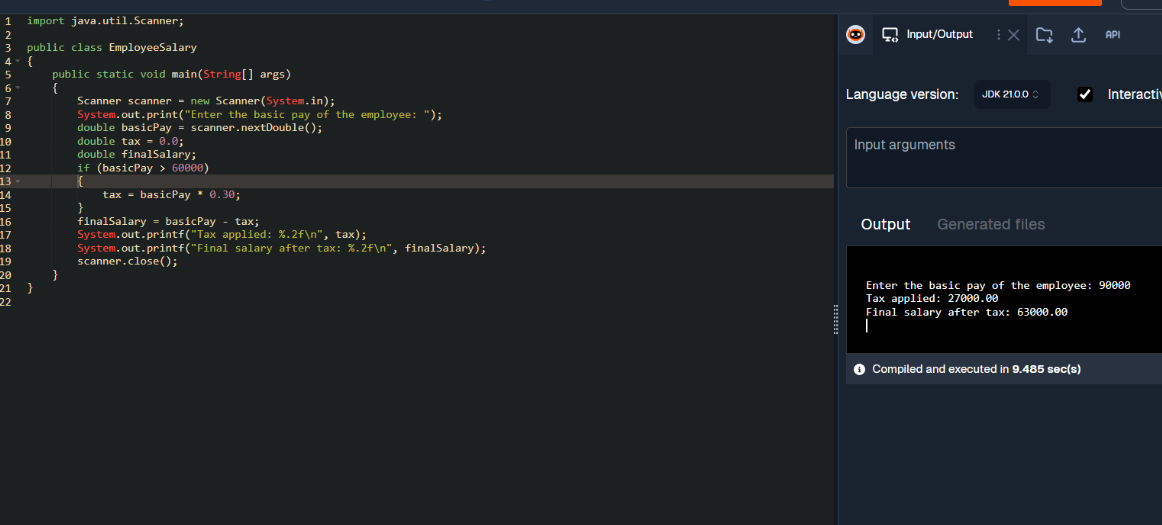 1 import java.util.Scanner;
2
3 public class EmployeeSalary
4 {
5 public static void main(String[] args)
6 {
7 Scanner scanner = new Scanner(System.in);
8 System.out.print("Enter the basic pay of the employee: ");
9 double basicPay = scanner.nextDouble();
10 double tax = 0.0;
11 double finalSalary;
12 if (basicPay > 60000)
13 {
14 tax = basicPay * 0.30;
15 }
16 finalSalary = basicPay - tax;
17 System.out.printf("Tax applied: %.2f\n", tax);
18 System.out.printf("Final salary after tax: %.2f\n", finalSalary);
19 scanner.close();
20 }
21 }
22
Input/Output
API
Language version:
JDK 21.0.0
Interactiv
Input arguments
Output Generated files
Enter the basic pay of the employee: 90000
Tax applied: 27000.00
Final salary after tax: 63000.00
Compiled and executed in 9.485 sec(s)